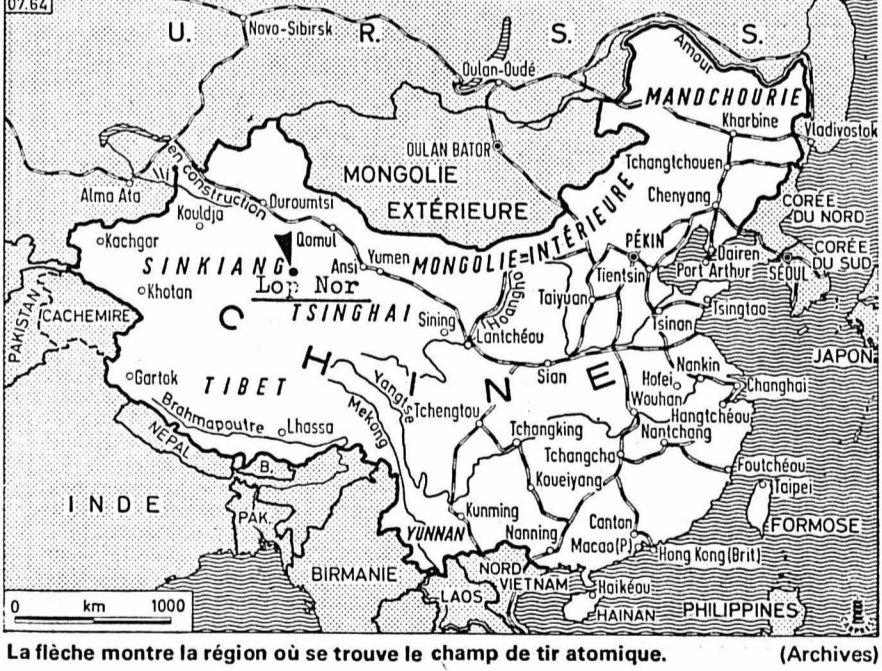 07.64
U. R. S. S.
Novo-Sibirsk
Oulan-Oudé
Amour
MANDCHOURIE
Kharbine
Vladivostok
OULAN BATOR
MONGOLIE
EXTÉRIEURE
Tchangtchouen
en construction
Illi
Alma Ata
Kouldja
Ouroumtsi
Chenyang
CORÉE
DU NORD
Kachgar
Qomul
SINKIANG
Ansi
Yumen
MONGOLIE=INTÉRIEURE
PÉKIN
Tientsin
Dairen
Port Arthur
SÉOUL
CORÉE
DU SUD
Khotan
Lop Nor
TSINGHAI
Hoangho
Taiyuan
Tsingtao
Tsinan
PAKISTAN
CACHEMIRE
Sining
Lantchéou
CHINE
Sian
JAPON
Gartok
TIBET
Yangtse
Mekong
Tchengtou
Nankin
Hofei
Changhai
Wouhan
Hangtchéou
Brahmapoutre
Lhassa
NÉPAL
B.
Tchongking
Nantchang
Tchangcha
Koueiyang
Foutchéou
Taipei
INDE
PAK.
Kunming
YUNNAN
Nanning
Canton
Macao(P)
Hong Kong(Brit)
FORMOSE
BIRMANIE
NORD
VIETNAM
LAOS
Haikéou
HAINAN
PHILIPPINES
0 km 1000
La flèche montre la région où se trouve le champ de tir atomique. (Archives)